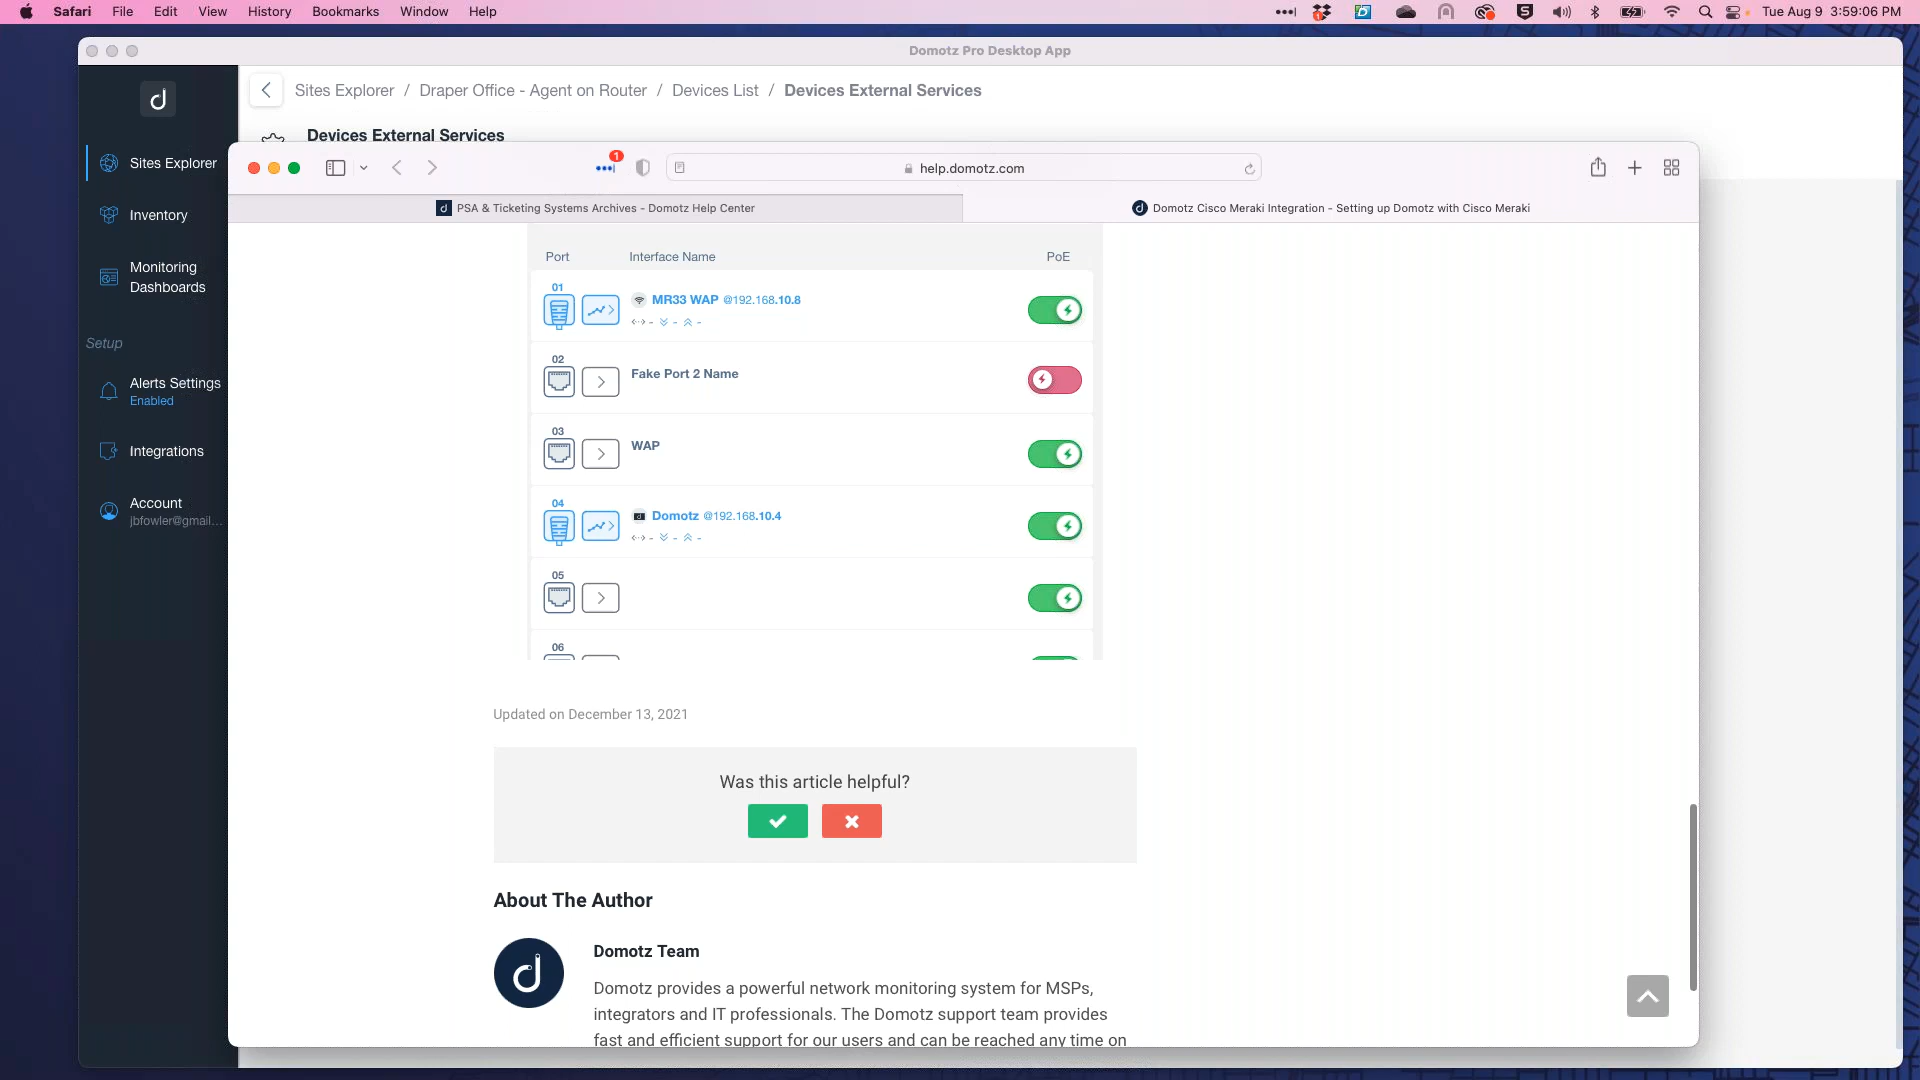 Safari File Edit View History Bookmarks Window Help Tue Aug 9 3:59:06 PM
Domotz Pro Desktop App
Sites Explorer / Draper Office - Agent on Router / Devices List / Devices External Services
Devices External Services
Sites Explorer
Inventory
Monitoring
Dashboards
Setup
Alerts Settings
Enabled
Integrations
Account
jbfowler@gmail...
1
help.domotz.com
PSA & Ticketing Systems Archives - Domotz Help Center
Domotz Cisco Meraki Integration - Setting up Domotz with Cisco Meraki
Port Interface Name PoE
01
MR33 WAP @192.168.10.8
02
Fake Port 2 Name
03
WAP
04
Domotz @192.168.10.4
05
06
Updated on December 13, 2021
Was this article helpful?
About The Author
Domotz Team
Domotz provides a powerful network monitoring system for MSPs,
integrators and IT professionals. The Domotz support team provides
fast and efficient support for our users and can be reached any time on